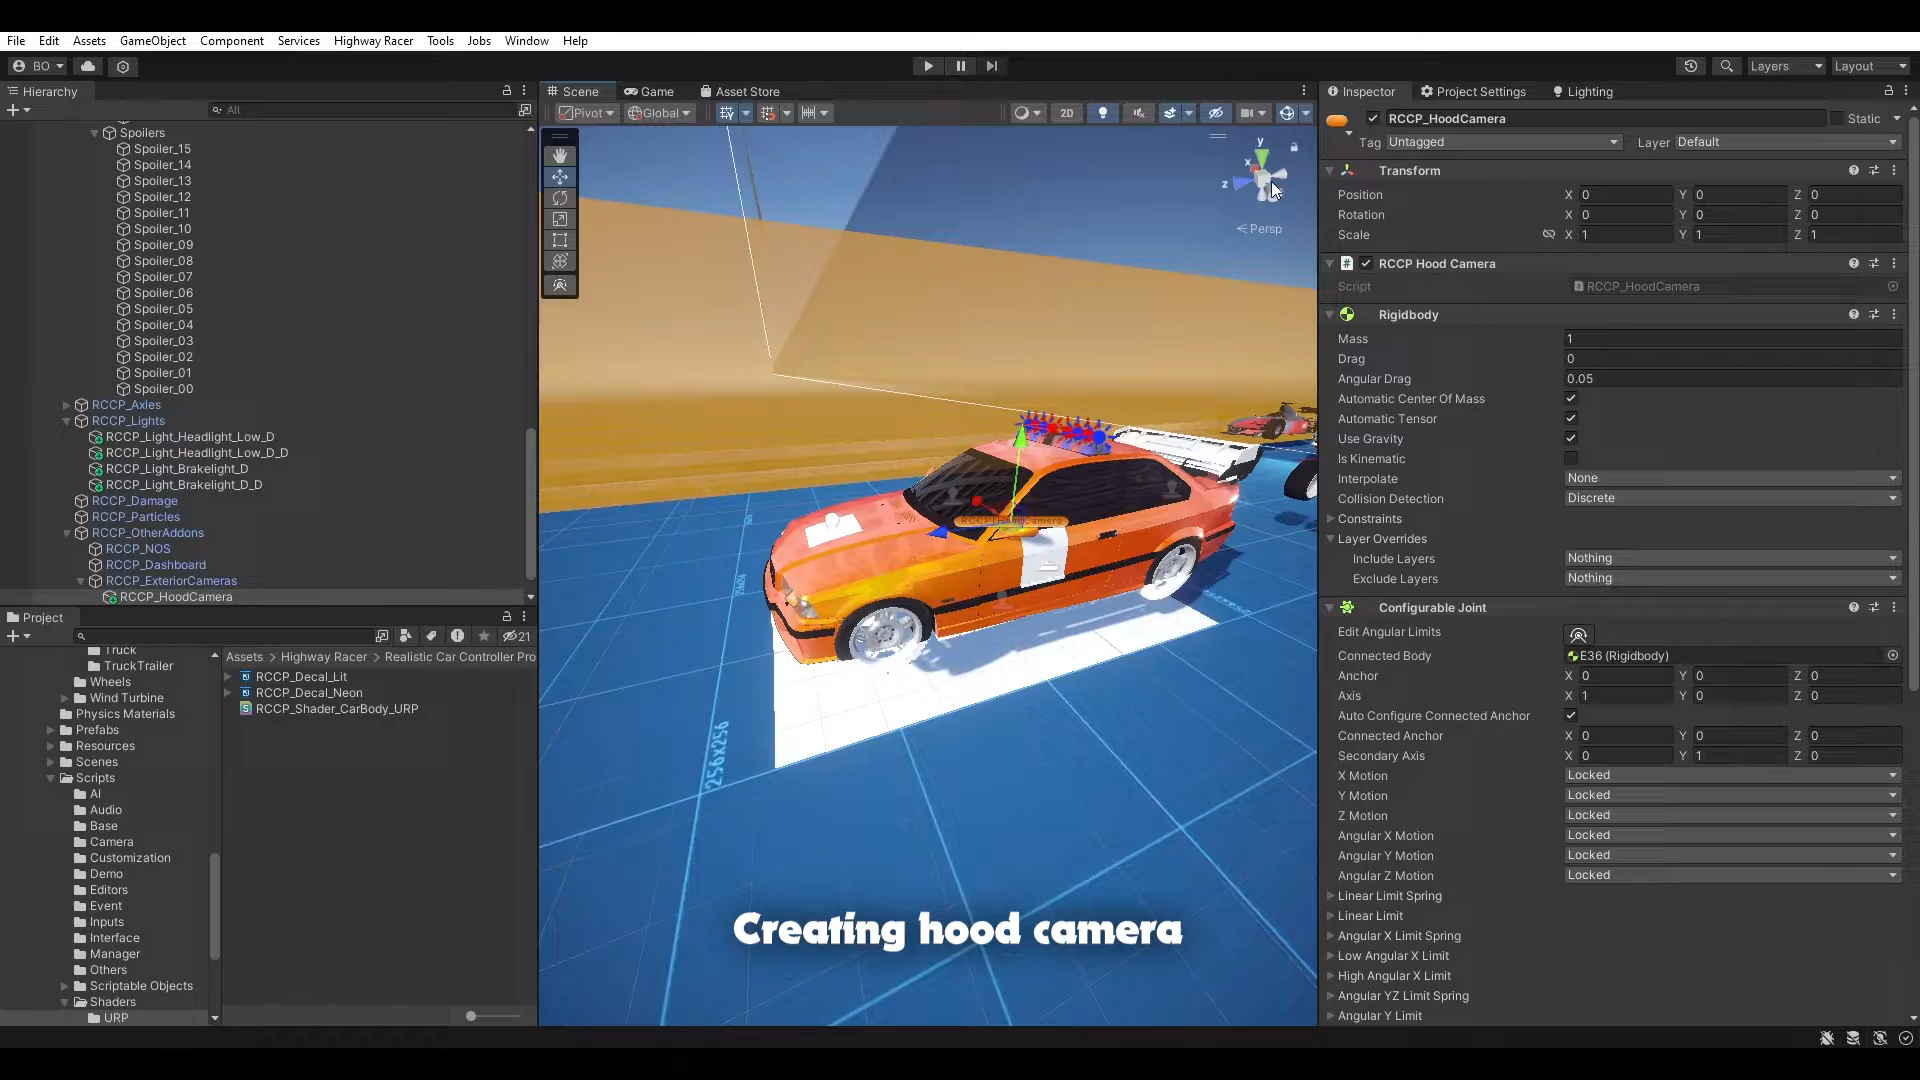 File Edit Assets GameObject Component Services Highway Racer Tools Jobs Window Help
BO
Layers Layout
Hierarchy
All
Spoilers
Spoiler_15
Spoiler_14
Spoiler_13
Spoiler_12
Spoiler_11
Spoiler_10
Spoiler_09
Spoiler_08
Spoiler_07
Spoiler_06
Spoiler_05
Spoiler_04
Spoiler_03
Spoiler_02
Spoiler_01
Spoiler_00
RCCP_Axles
RCCP_Lights
RCCP_Light_Headlight_Low_D
RCCP_Light_Headlight_Low_D_D
RCCP_Light_Brakelight_D
RCCP_Light_Brakelight_D_D
RCCP_Damage
RCCP_Particles
RCCP_OtherAddons
RCCP_NOS
RCCP_Dashboard
RCCP_ExteriorCameras
RCCP_HoodCamera
Project
21
Truck
TruckTrailer
Wheels
Wind Turbine
Physics Materials
Prefabs
Resources
Scenes
Scripts
AI
Audio
Base
Camera
Customization
Demo
Editors
Event
Inputs
Interface
Manager
Others
Scriptable Objects
Shaders
URP
Assets > Highway Racer > Realistic Car Controller Pro
RCCP_Decal_Lit
RCCP_Decal_Neon
RCCP_Shader_CarBody_URP
Scene Game Asset Store
Pivot Global 2D
y
x
z
Persp
RCCP_HoodCamera
256x256
Creating hood camera
Inspector Project Settings Lighting
RCCP_HoodCamera Static
Tag Untagged Layer Default
Transform
Position X 0 Y 0 Z 0
Rotation X 0 Y 0 Z 0
Scale X 1 Y 1 Z 1
RCCP Hood Camera
Script RCCP_HoodCamera
Rigidbody
Mass 1
Drag 0
Angular Drag 0.05
Automatic Center Of Mass
Automatic Tensor
Use Gravity
Is Kinematic
Interpolate None
Collision Detection Discrete
Constraints
Layer Overrides
Include Layers Nothing
Exclude Layers Nothing
Configurable Joint
Edit Angular Limits
Connected Body E36 (Rigidbody)
Anchor X 0 Y 0 Z 0
Axis X 1 Y 0 Z 0
Auto Configure Connected Anchor
Connected Anchor X 0 Y 0 Z 0
Secondary Axis X 0 Y 1 Z 0
X Motion Locked
Y Motion Locked
Z Motion Locked
Angular X Motion Locked
Angular Y Motion Locked
Angular Z Motion Locked
Linear Limit Spring
Linear Limit
Angular X Limit Spring
Low Angular X Limit
High Angular X Limit
Angular YZ Limit Spring
Angular Y Limit